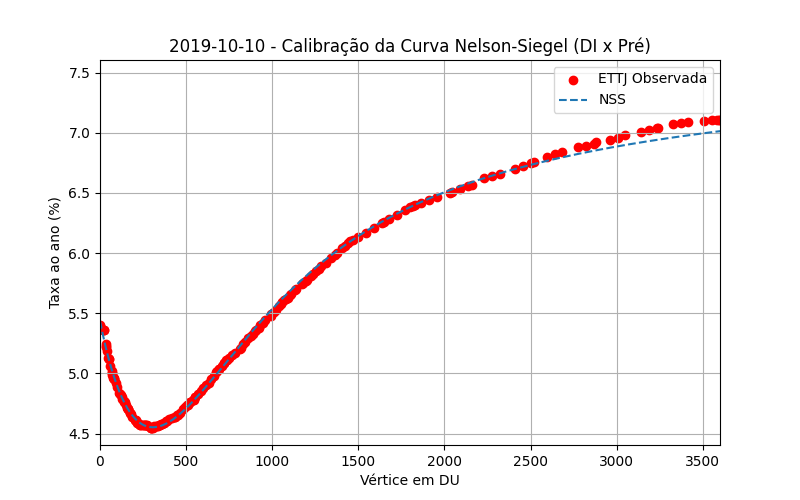 2019-10-10 - Calibração da Curva Nelson-Siegel (DI x Pré)
ETTJ Observada
NSS
7.5
7.0
6.5
6.0
5.5
5.0
4.5
Taxa ao ano (%)
0 500 1000 1500 2000 2500 3000 3500
Vértice em DU